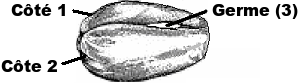 Côté 1
Germe (3)
Côte 2